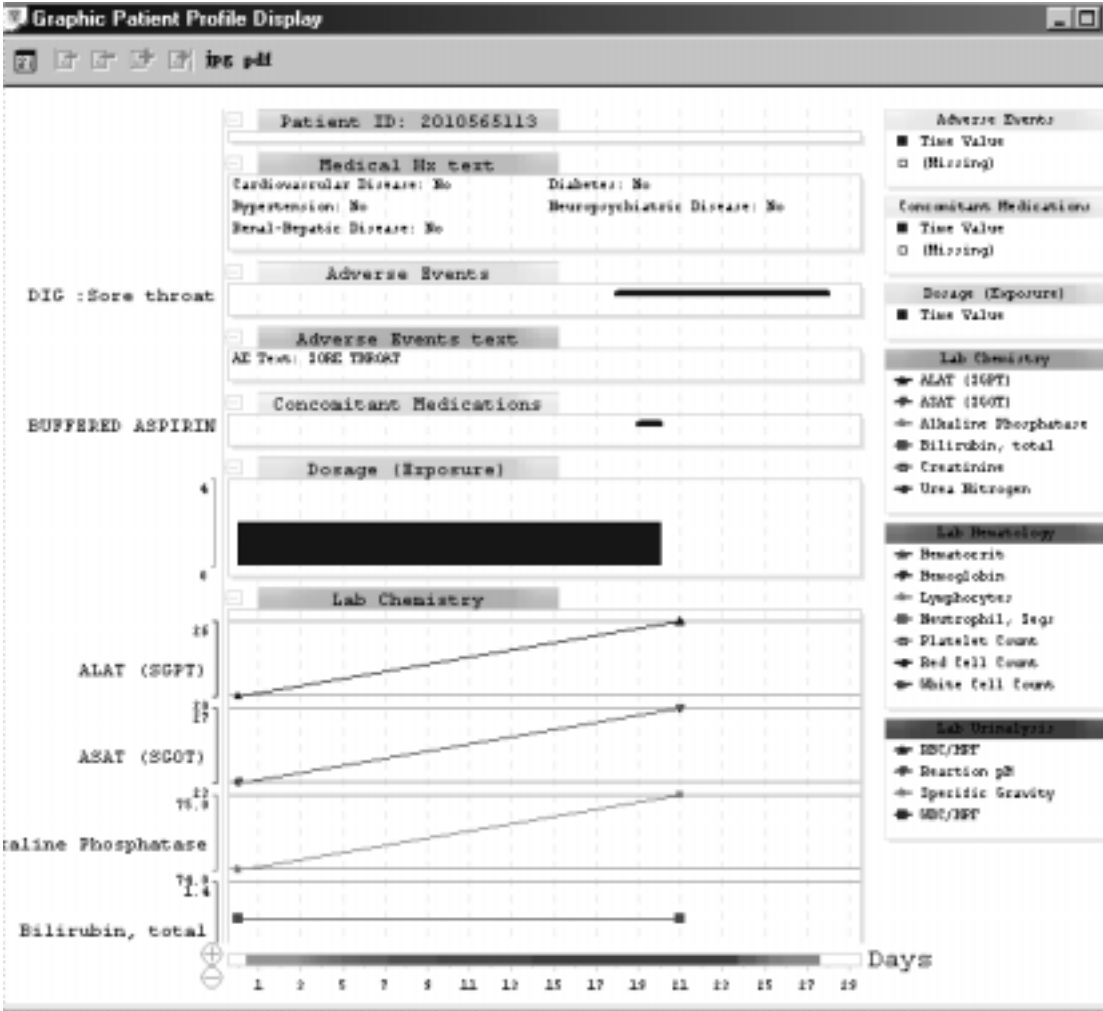 Graphic Patient Profile Display
jpg pdf
Patient ID: 2010565113
Medical Hx text
Cardiovascular Disease: No Diabetes: No
Hypertension: No Neuropsychiatric Disease: No
Renal-Hepatic Disease: No
Adverse Events
DIG :Sore throat
Adverse Events text
AE Text: SORE THROAT
Concomitant Medications
BUFFERED ASPIRIN
Dosage (Exposure)
Lab Chemistry
ALAT (SGPT)
ASAT (SGOT)
kaline Phosphatase
Bilirubin, total
Days
1 3 5 7 9 11 13 15 17 19 21 23 25 27 29
Adverse Events
Time Value
(Missing)
Concomitant Medications
Time Value
(Missing)
Dosage (Exposure)
Time Value
Lab Chemistry
ALAT (SGPT)
ASAT (SGOT)
Alkaline Phosphatase
Bilirubin, total
Creatinine
Urea Nitrogen
Lab Hematology
Hematocrit
Hemoglobin
Lymphocytes
Neutrophil, Segs
Platelet Count
Red Cell Count
White Cell Count
Lab Urinalysis
RBC/HPF
Reaction pH
Specific Gravity
WBC/HPF